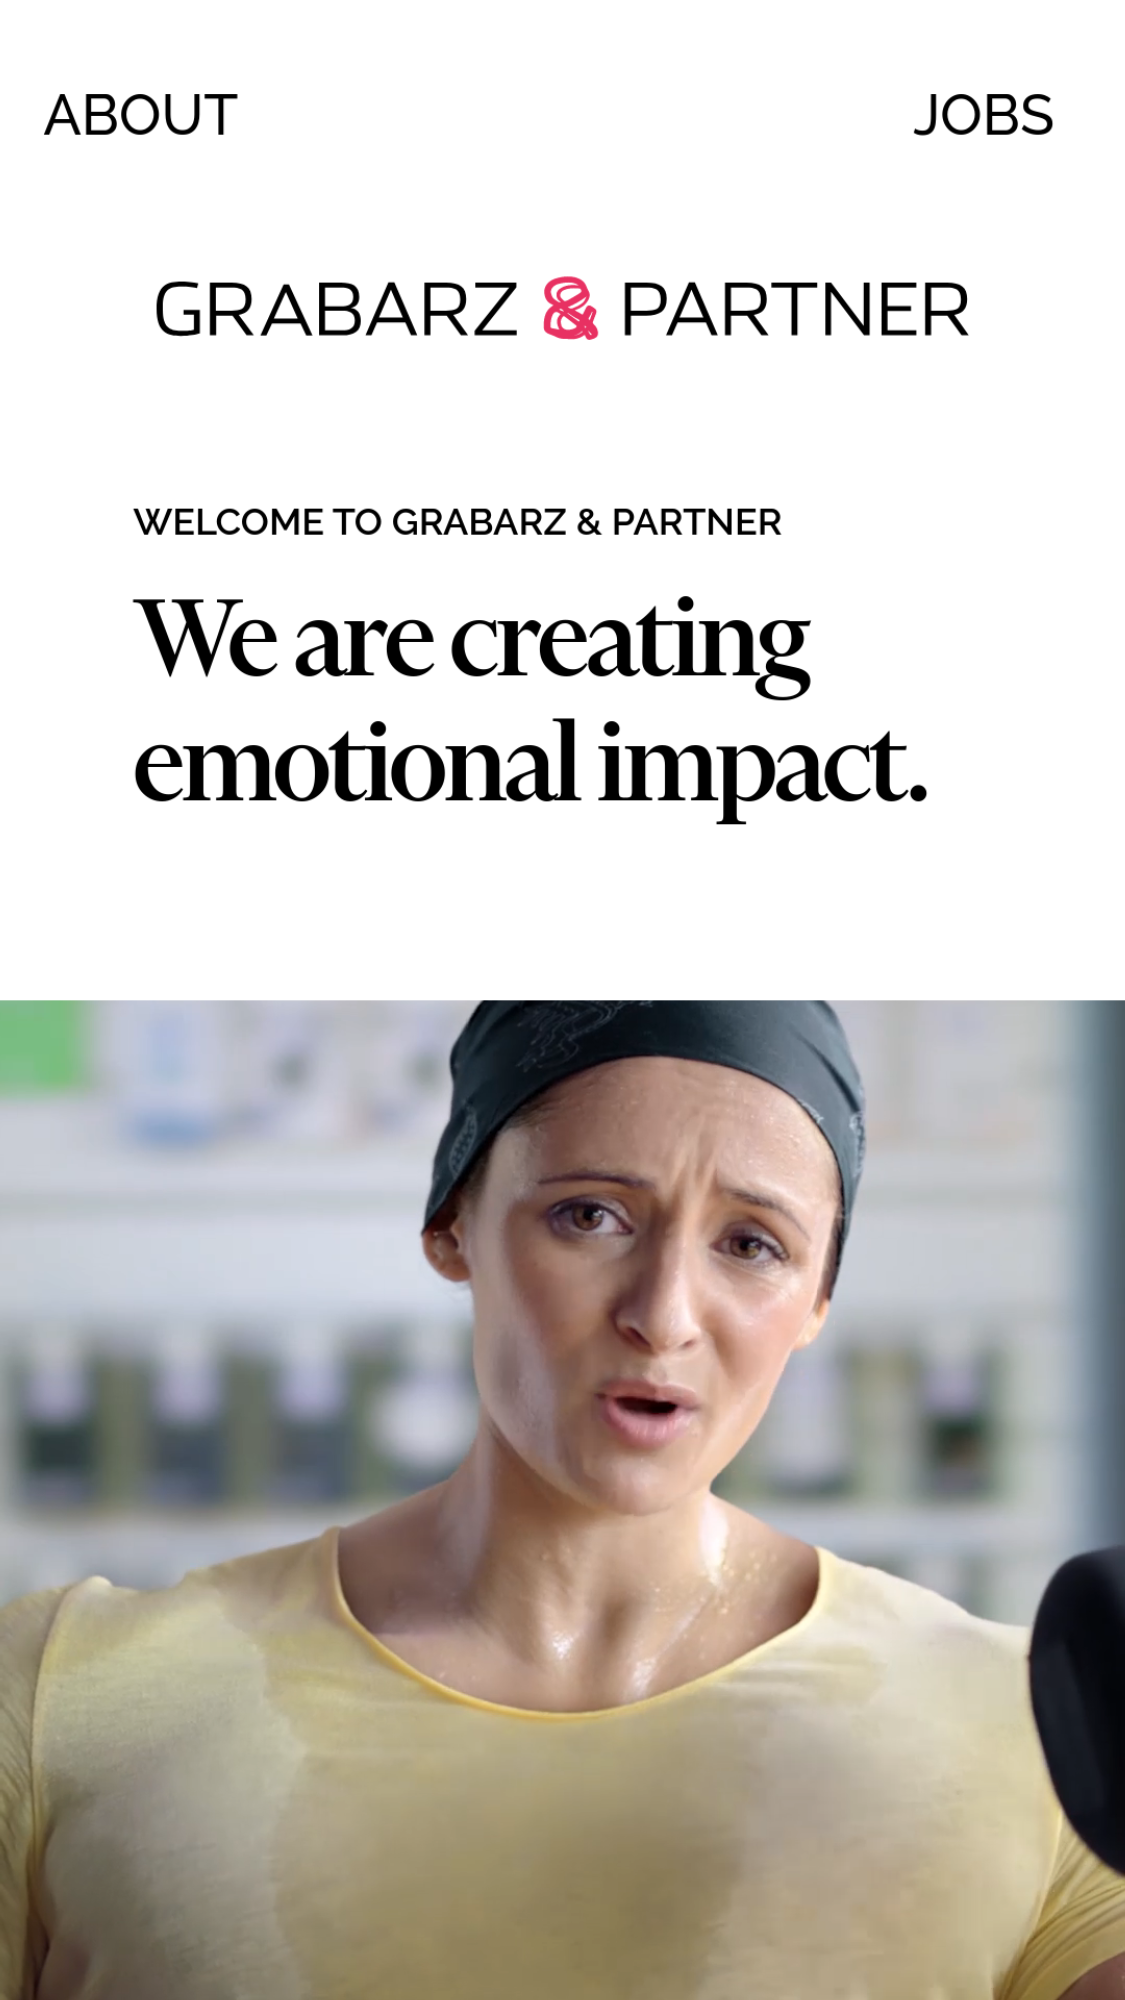 ABOUT
JOBS
GRABARZ & PARTNER
WELCOME TO GRABARZ & PARTNER
We are creating
emotional impact.